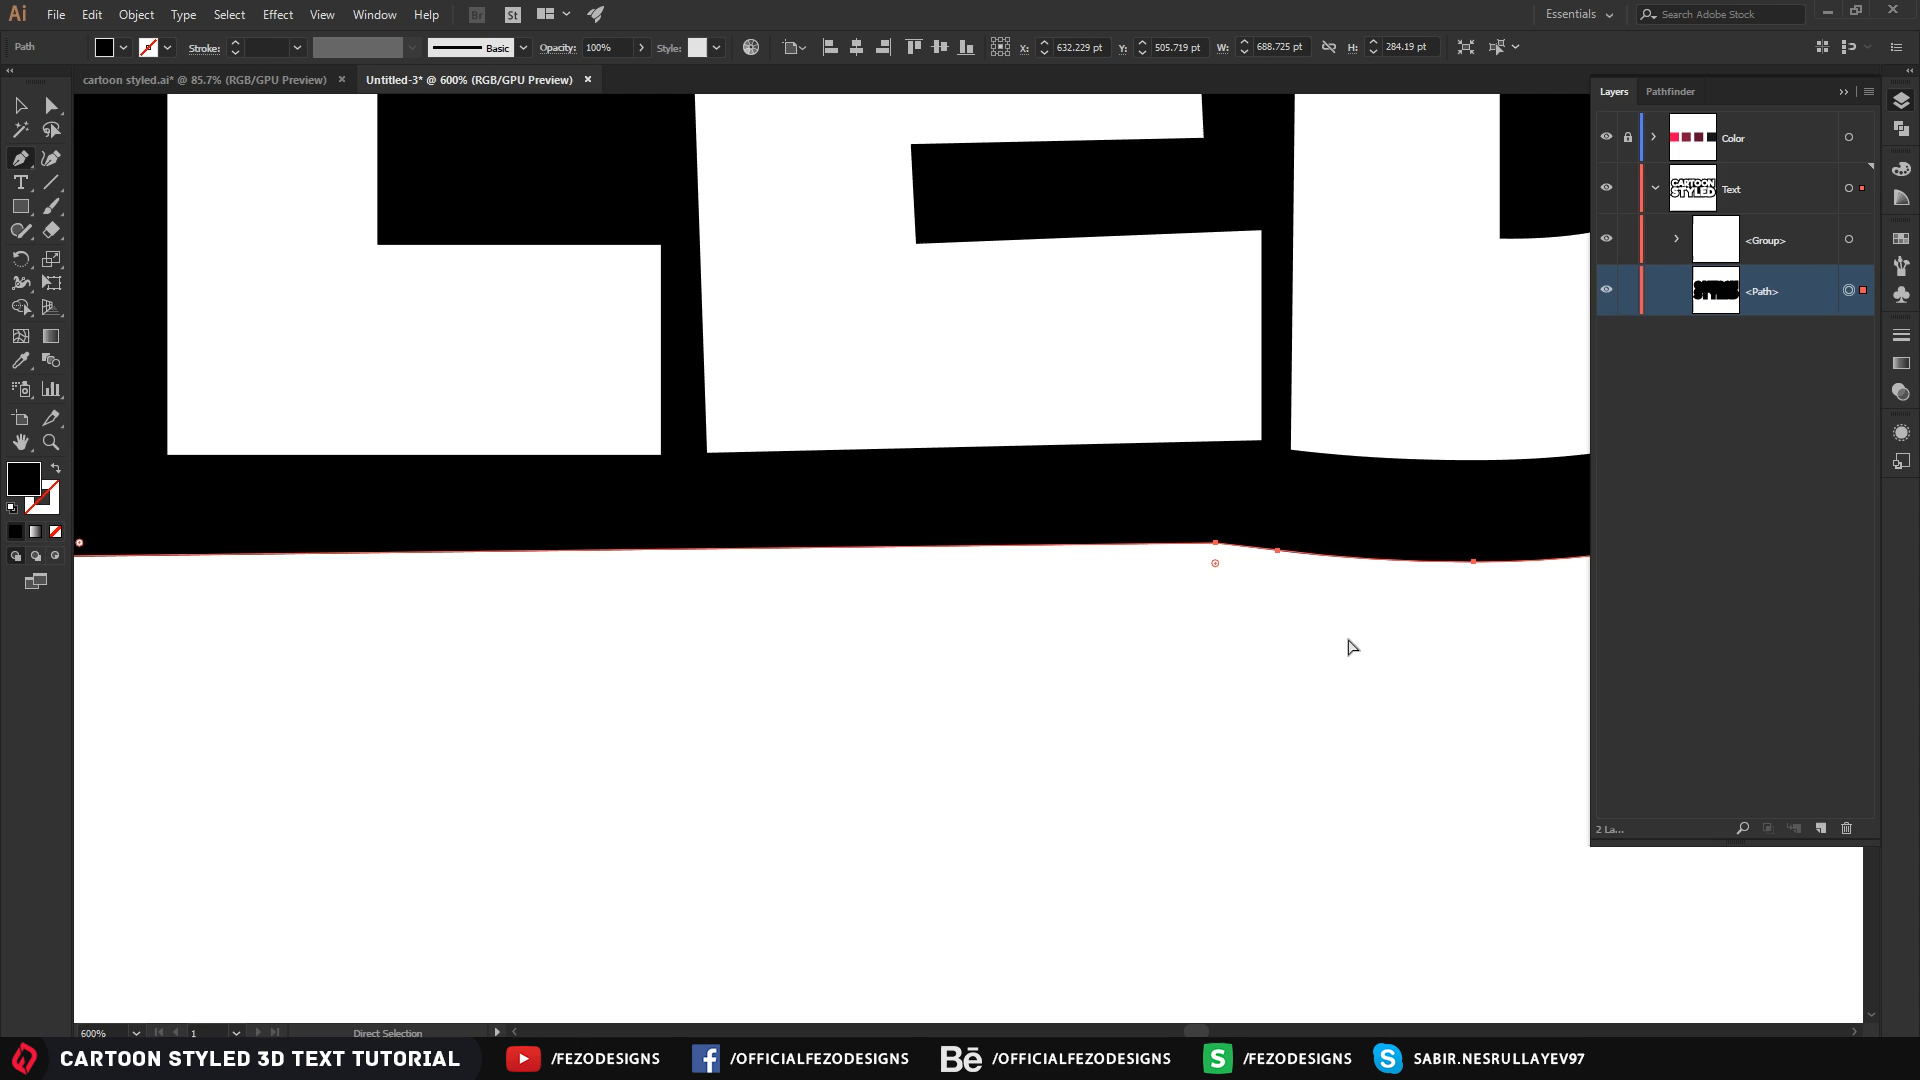 Ai File Edit Object Type Select Effect View Window Help Br St Essentials Search Adobe Stock
Path Stroke: Basic Opacity: 100% Style: X: 632.229 pt Y: 505.719 pt W: 688.725 pt H: 284.19 pt
cartoon styled.ai* @ 85.7% (RGB/GPU Preview) × Untitled-3* @ 600% (RGB/GPU Preview) ×
Layers Pathfinder
Color
CARTOON
STYLED
Text
<Group>
<Path>
2 La...
600% 1 Direct Selection
CARTOON STYLED 3D TEXT TUTORIAL /FEZODESIGNS /OFFICIALFEZODESIGNS Bē /OFFICIALFEZODESIGNS S /FEZODESIGNS S SABIR.NESRULLAYEV97